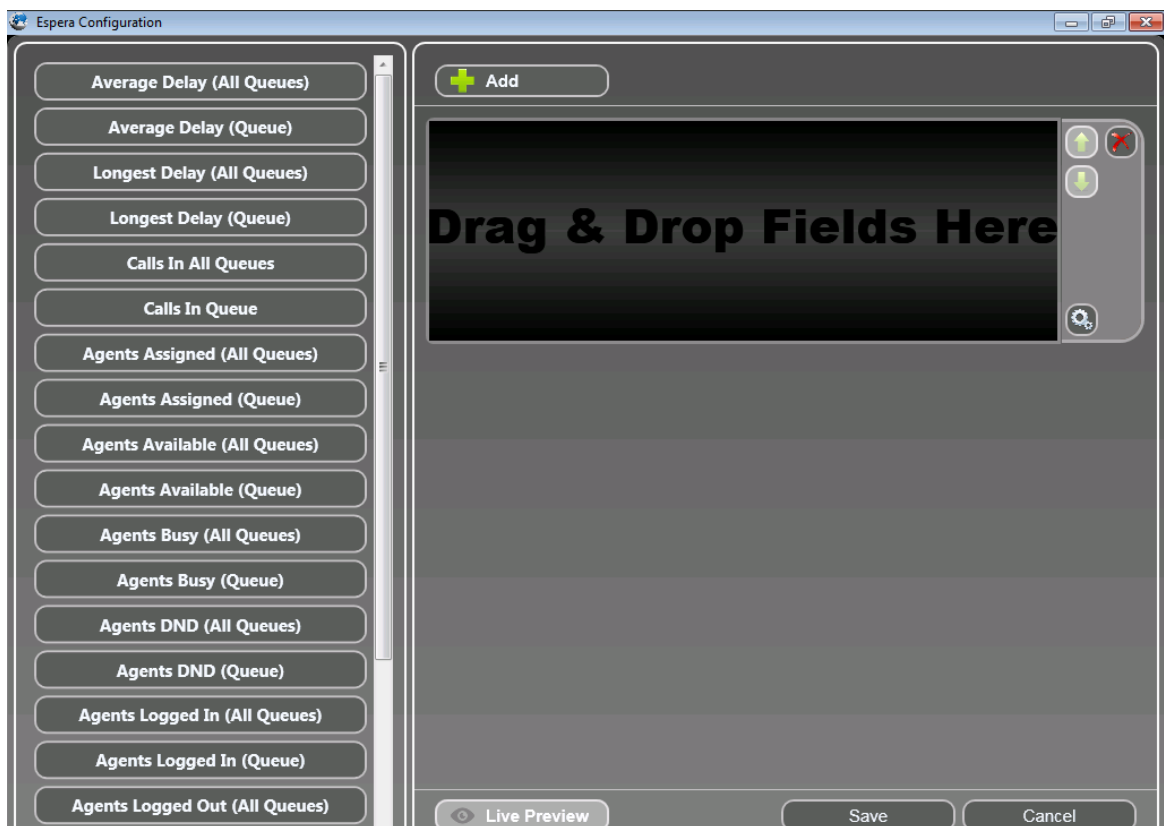 Espera Configuration
Average Delay (All Queues)
Average Delay (Queue)
Longest Delay (All Queues)
Longest Delay (Queue)
Calls In All Queues
Calls In Queue
Agents Assigned (All Queues)
Agents Assigned (Queue)
Agents Available (All Queues)
Agents Available (Queue)
Agents Busy (All Queues)
Agents Busy (Queue)
Agents DND (All Queues)
Agents DND (Queue)
Agents Logged In (All Queues)
Agents Logged In (Queue)
Agents Logged Out (All Queues)
Add
Drag & Drop Fields Here
Live Preview
Save
Cancel